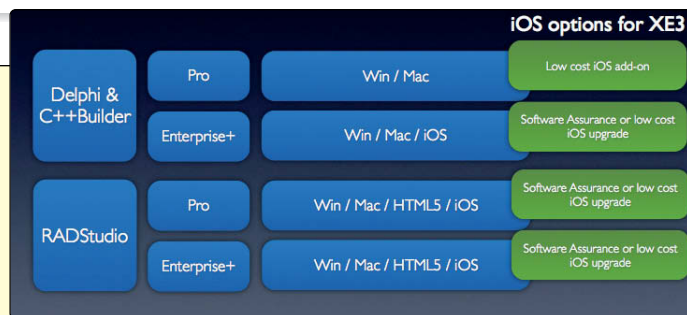 iOS options for XE3
Delphi &
C++Builder
Pro
Win / Mac
Low cost iOS add-on
Enterprise+
Win / Mac / iOS
Software Assurance or low cost
iOS upgrade
RADStudio
Pro
Win / Mac / HTML5 / iOS
Software Assurance or low cost
iOS upgrade
Enterprise+
Win / Mac / HTML5 / iOS
Software Assurance or low cost
iOS upgrade